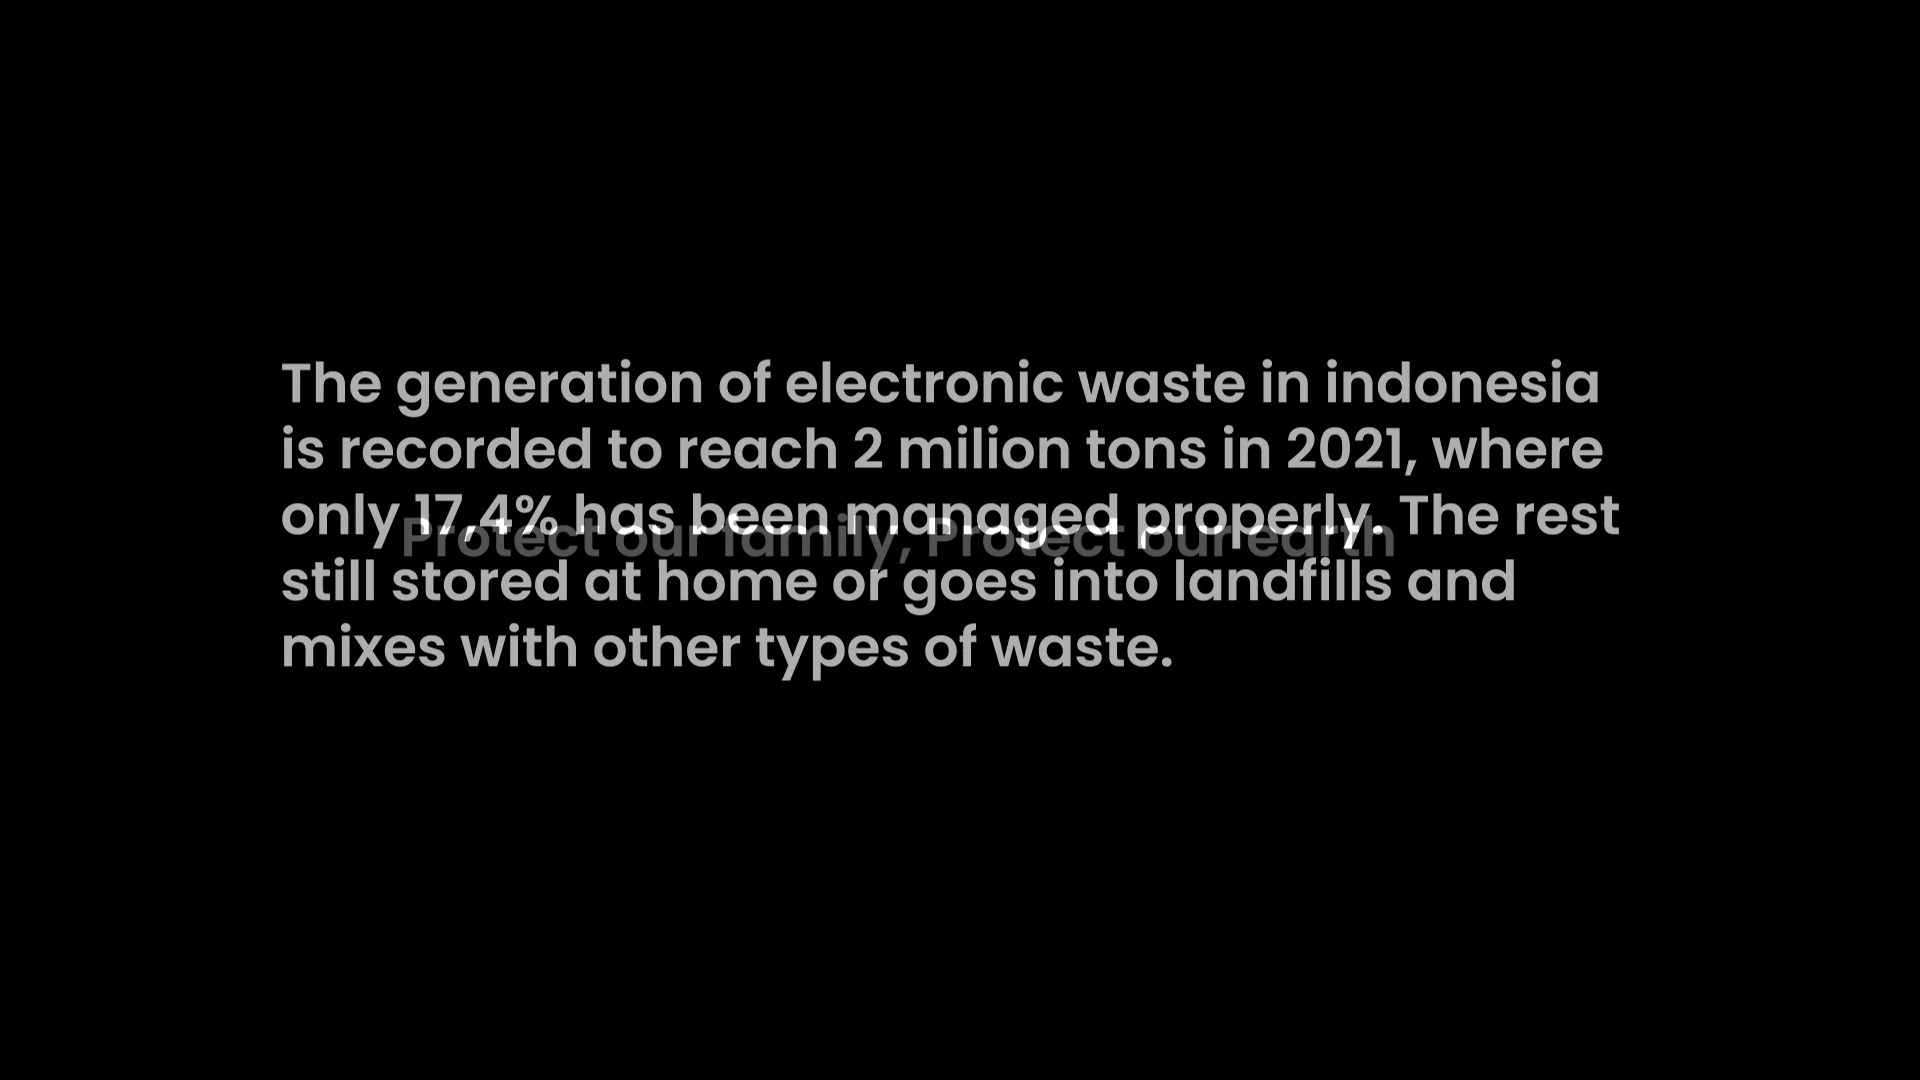 The generation of electronic waste in indonesia
is recorded to reach 2 milion tons in 2021, where
only 17,4% has been managed properly. The rest
Protect our family, Protect our earth
still stored at home or goes into landfills and
mixes with other types of waste.